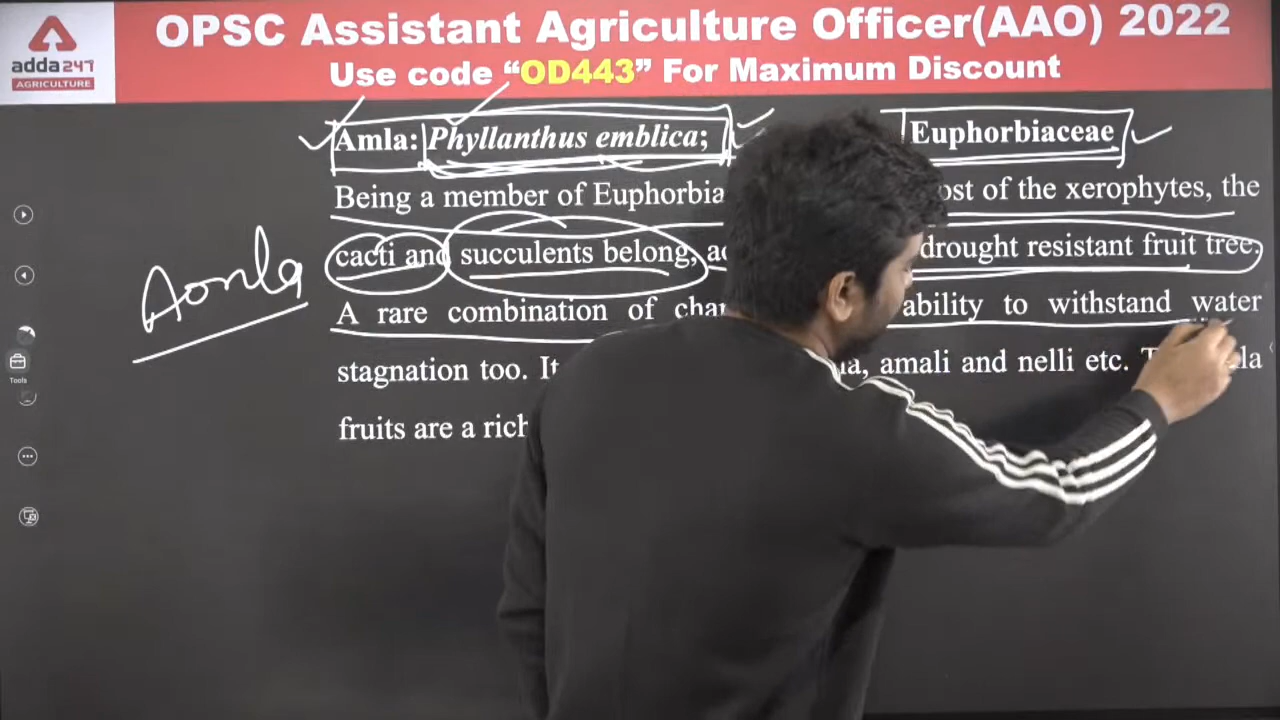 OPSC Assistant Agriculture Officer(AAO) 2022
adda247
AGRICULTURE
Use code “OD443” For Maximum Discount
Amla: Phyllanthus emblica; Euphorbiaceae
Being a member of Euphorbia ost of the xerophytes, the
cacti and succulents belong, drought resistant fruit tree.
Aonla
A rare combination of ability to withstand water
stagnation too. It amali and nelli etc.
Tools
fruits are a rich